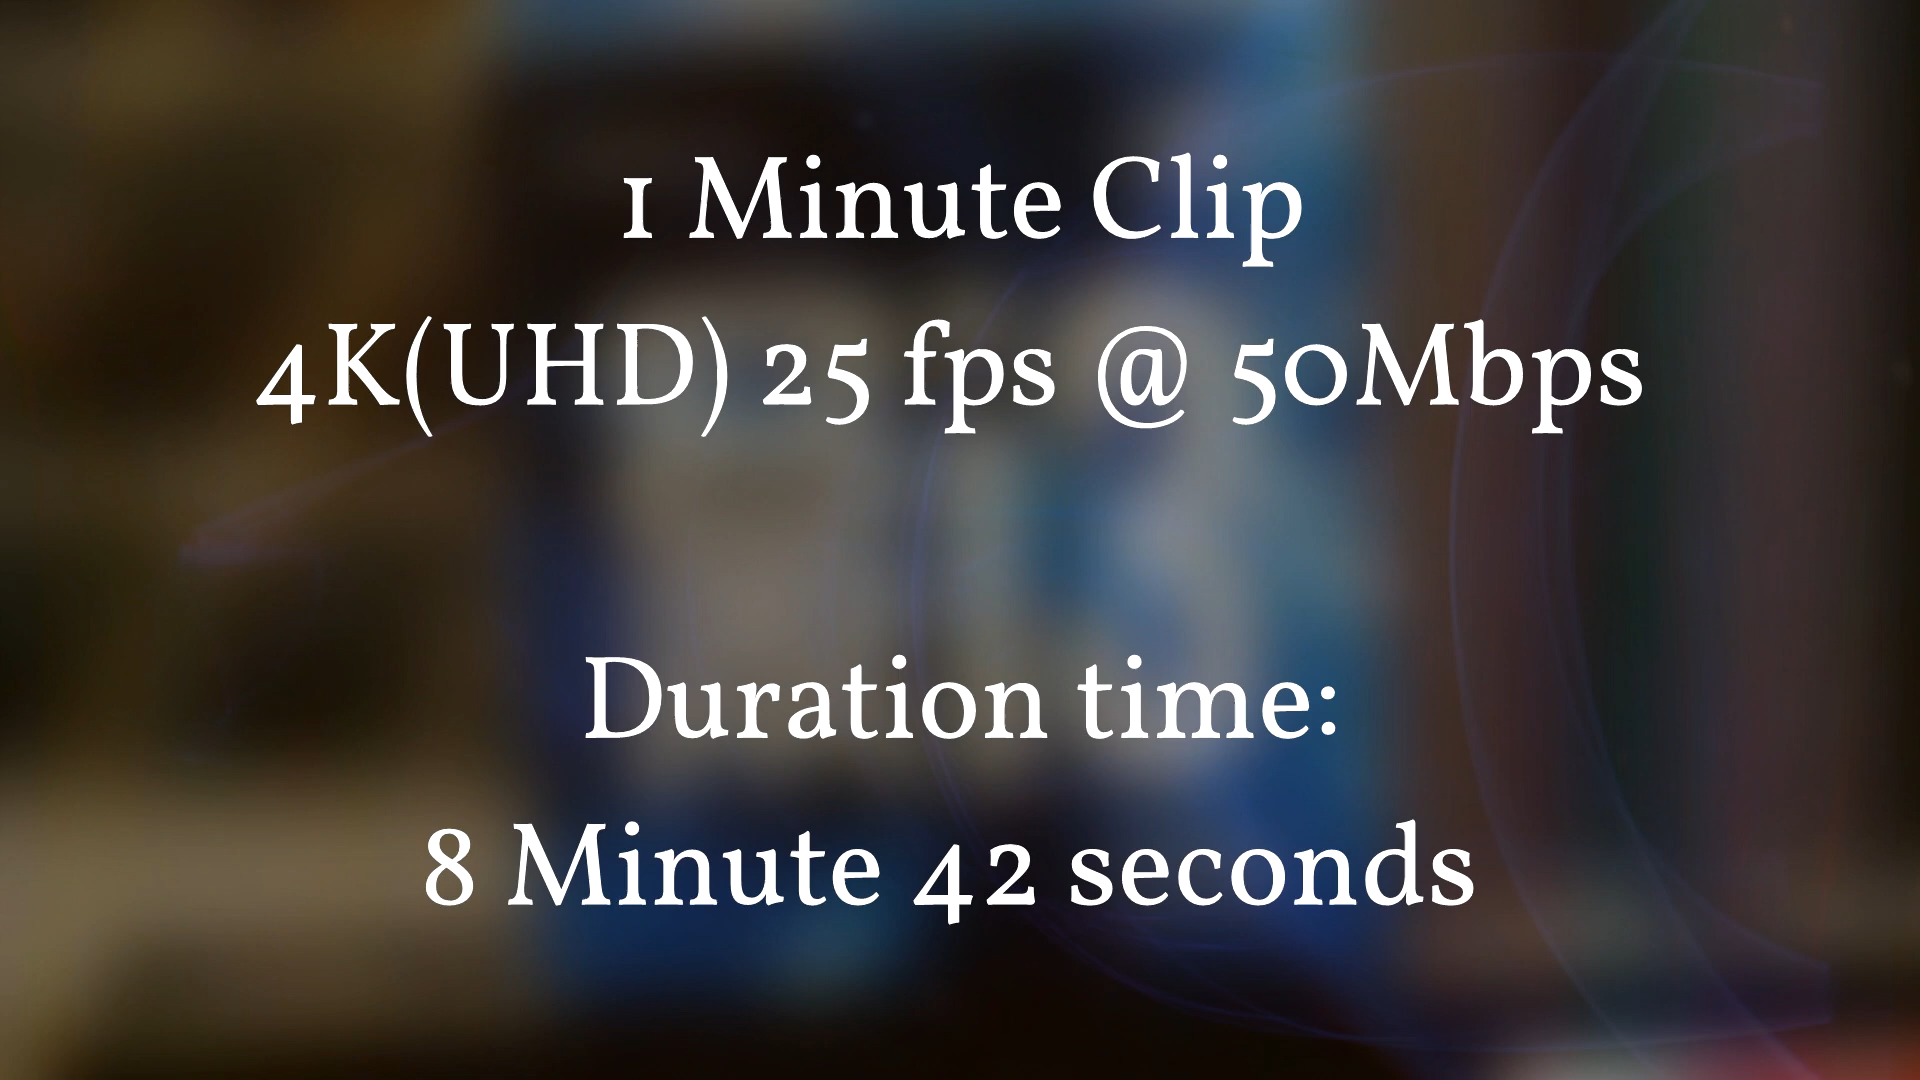 1 Minute Clip
4K(UHD) 25 fps @ 50Mbps
Duration time:
8 Minute 42 seconds